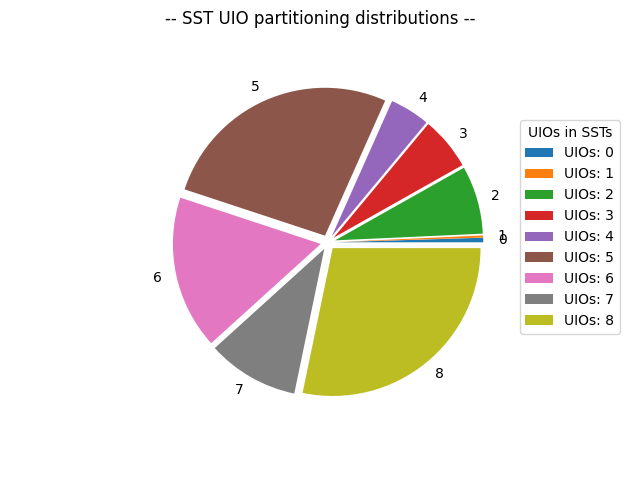 -- SST UIO partitioning distributions --
5
4
3
2
1
0
6
7
8
UIOs in SSTs
UIOs: 0
UIOs: 1
UIOs: 2
UIOs: 3
UIOs: 4
UIOs: 5
UIOs: 6
UIOs: 7
UIOs: 8